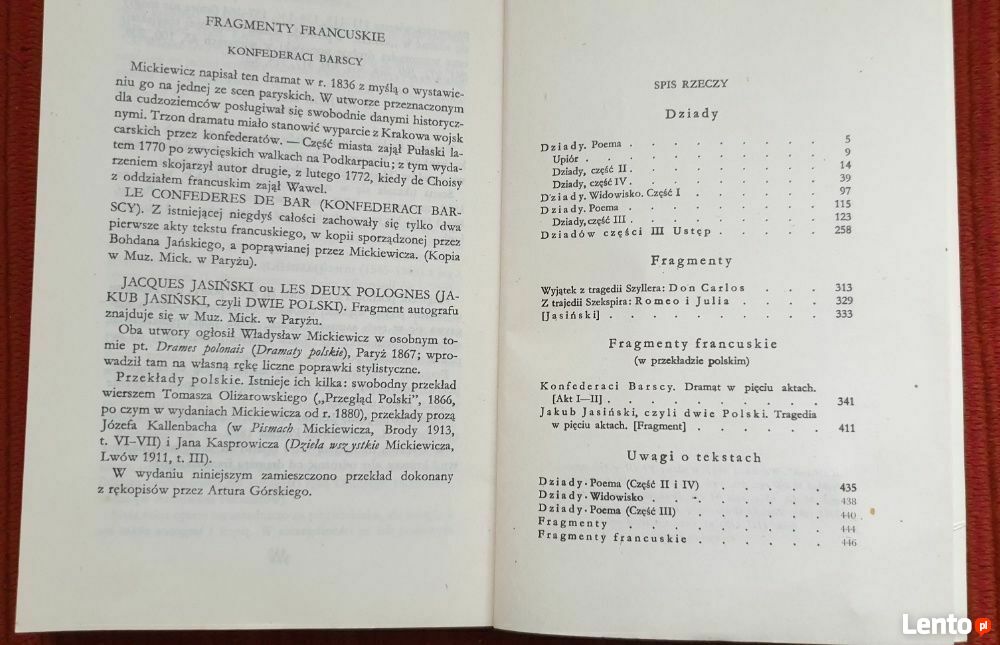 FRAGMENTY FRANCUSKIE
KONFEDERACI BARSCY
Mickiewicz napisał ten dramat w r. 1836 z myślą o wystawie-
niu go na jednej ze scen paryskich. W utworze przeznaczonym
dla cudzoziemców posługiwał się swobodnie danymi historycz-
nymi. Trzon dramatu miało stanowić wyparcie z Krakowa wojsk
carskich przez konfederatów. — Część miasta zajął Pułaski la-
tem 1770 po zwycięskich walkach na Podkarpaciu; z tym wyda-
rzeniem skojarzył autor drugie, z lutego 1772, kiedy de Choisy
z oddziałem francuskim zajął Wawel.
LE CONFEDERES DE BAR (KONFEDERACI BAR-
SCY). Z istniejącej niegdyś całości zachowały się tylko dwa
pierwsze akty tekstu francuskiego, w kopii sporządzonej przez
Bohdana Jańskiego, a poprawianej przez Mickiewicza. (Kopia
w Muz. Mick. w Paryżu).
JACQUES JASIŃSKI ou LES DEUX POLOGNES (JA-
KUB JASIŃSKI, czyli DWIE POLSKI). Fragment autografu
znajduje się w Muz. Mick. w Paryżu.
Oba utwory ogłosił Władysław Mickiewicz w osobnym to-
mie pt. Drames polonais (Dramaty polskie), Paryż 1867; wpro-
wadził tam na własną rękę liczne poprawki stylistyczne.
Przekłady polskie. Istnieje ich kilka: swobodny przekład
wierszem Tomasza Olizarowskiego („Przegląd Polski", 1866,
po czym w wydaniach Mickiewicza od r. 1880), przekłady prozą
Józefa Kallenbacha (w Pismach Mickiewicza, Brody 1913,
t. VI–VII) i Jana Kasprowicza (Dzieła wszystkie Mickiewicza,
Lwów 1911, t. III).
W wydaniu niniejszym zamieszczono przekład dokonany
z rękopisów przez Artura Górskiego.
SPIS RZECZY
Dziady
Dziady. Poema . . . . . . . . . 5
Upiór . . . . . . . . . . 9
Dziady, część II . . . . . . . . 14
Dziady, część IV . . . . . . . . 39
Dziady. Widowisko. Część I . . . . . . 97
Dziady. Poema . . . . . . . . . 115
Dziady, część III . . . . . . . . 123
Dziadów części III Ustęp . . . . . 258
Fragmenty
Wyjątek z tragedii Szyllera: Don Carlos . . . 313
Z trajedii Szekspira: Romeo i Julia . . . . 329
[Jasiński] . . . . . . . . . . 333
Fragmenty francuskie
(w przekładzie polskim)
Konfederaci Barscy. Dramat w pięciu aktach.
[Akt I—II] . . . . . . . . . . 341
Jakub Jasiński, czyli dwie Polski. Tragedia
w pięciu aktach. [Fragment] . . . . . . 411
Uwagi o tekstach
Dziady. Poema (Część II i IV) . . . . . 435
Dziady. Widowisko . . . . . . . . 438
Dziady. Poema (Część III) . . . . . . 440
Fragmenty . . . . . . . . . 444
Fragmenty francuskie . . . . . . 446
Lento.pl